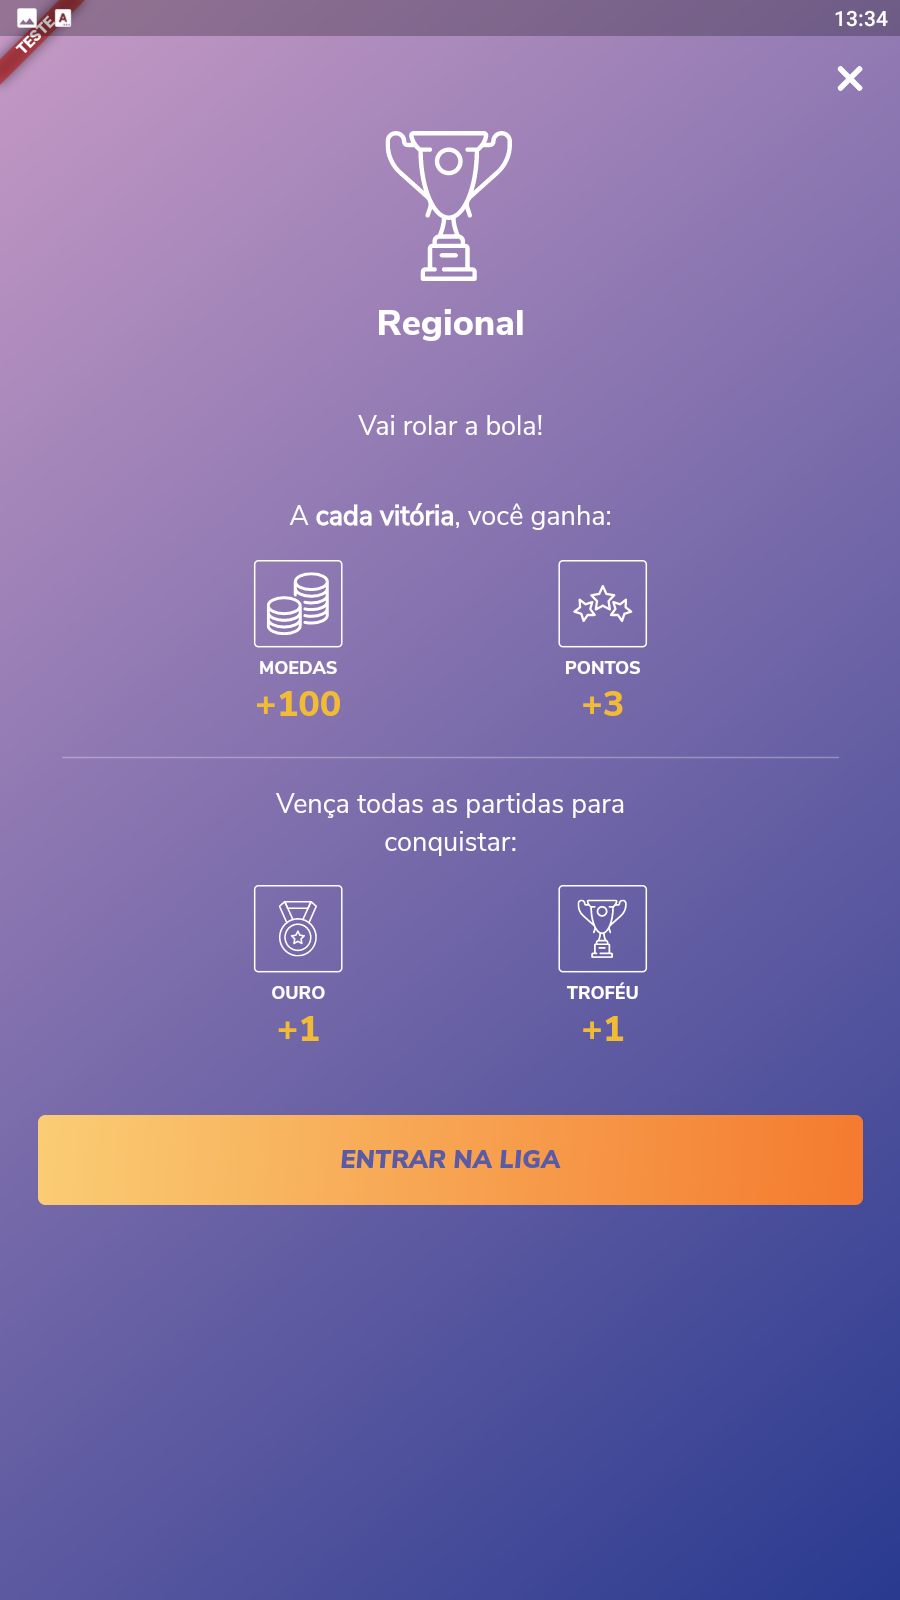 13:34
TESTE
Regional
Vai rolar a bola!
A cada vitória, você ganha:
MOEDAS
PONTOS
+100
+3
Vença todas as partidas para
conquistar:
OURO
TROFÉU
+1
+1
ENTRAR NA LIGA